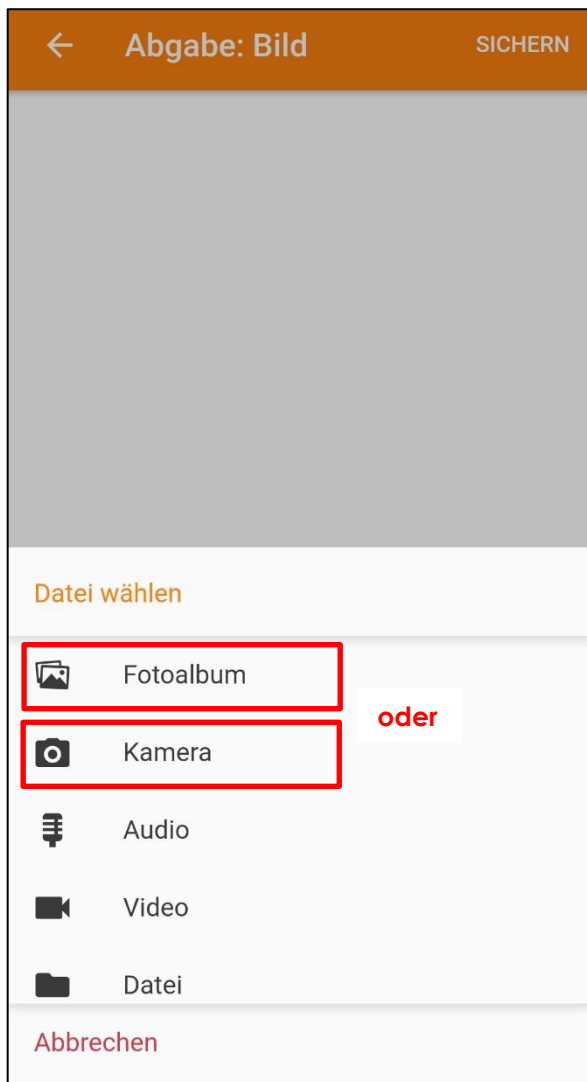 Abgabe: Bild SICHERN
Datei wählen
Fotoalbum
oder
Kamera
Audio
Video
Datei
Abbrechen